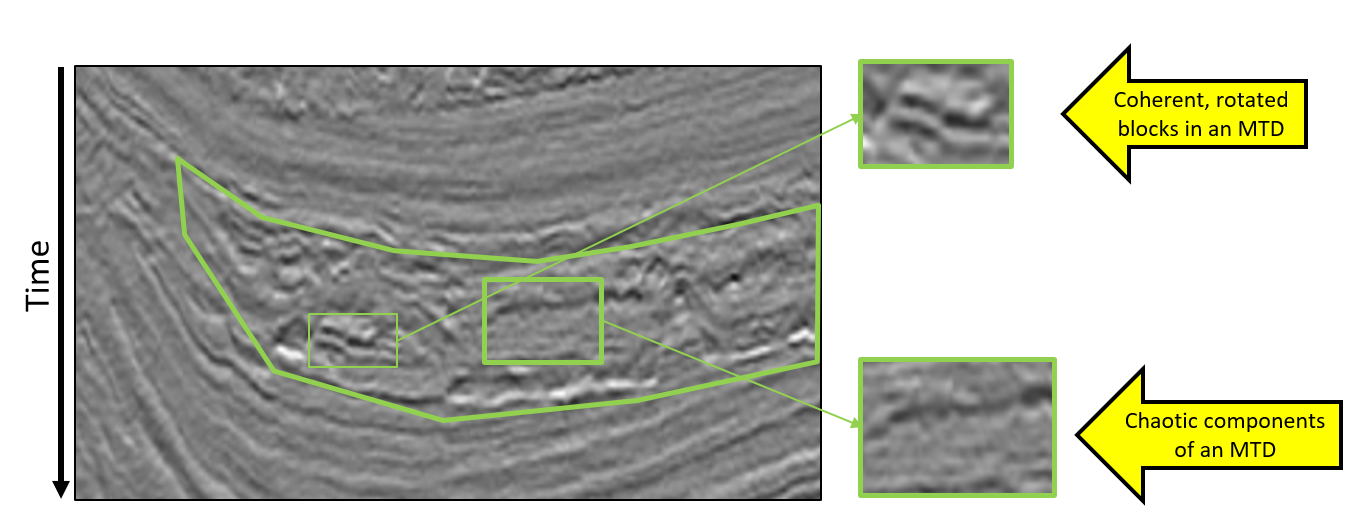 Time
Coherent, rotated
blocks in an MTD
Chaotic components
of an MTD